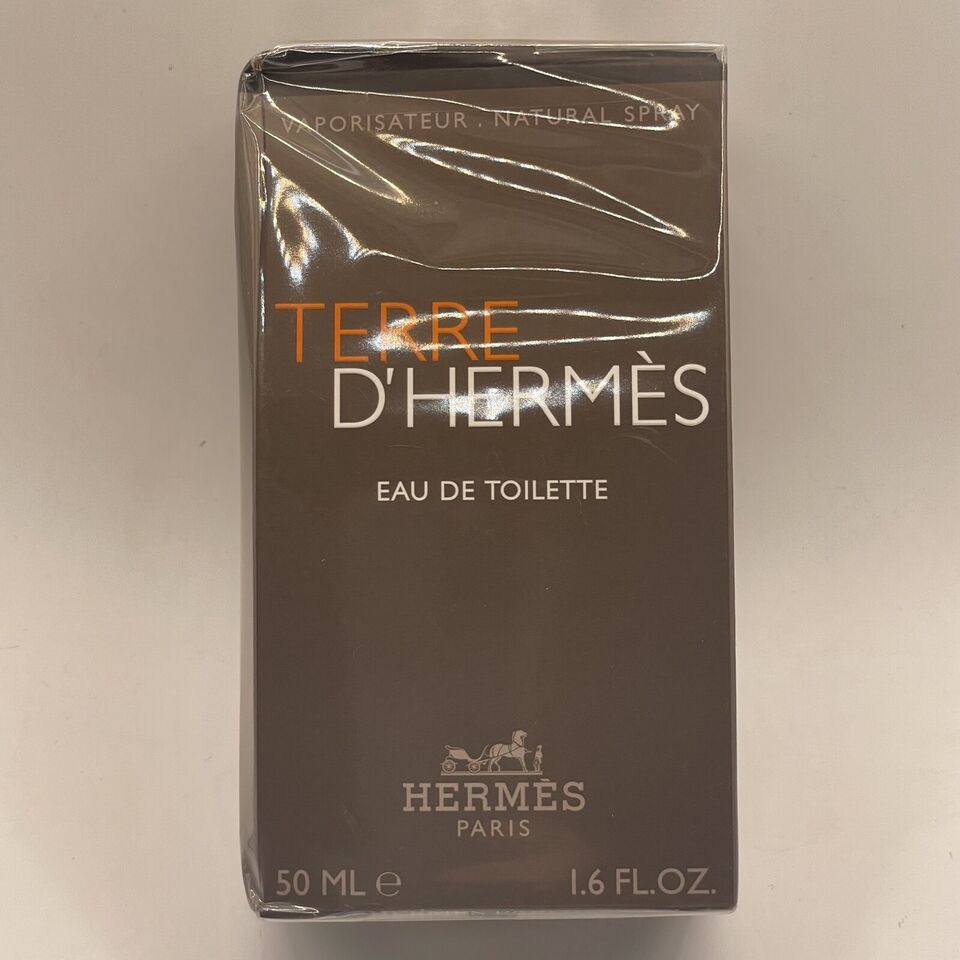 VAPORISATEUR . NATURAL SPRAY
TERRE
D'HERMÈS
EAU DE TOILETTE
HERMÈS
PARIS
50 ML ℮ 1.6 FL.OZ.